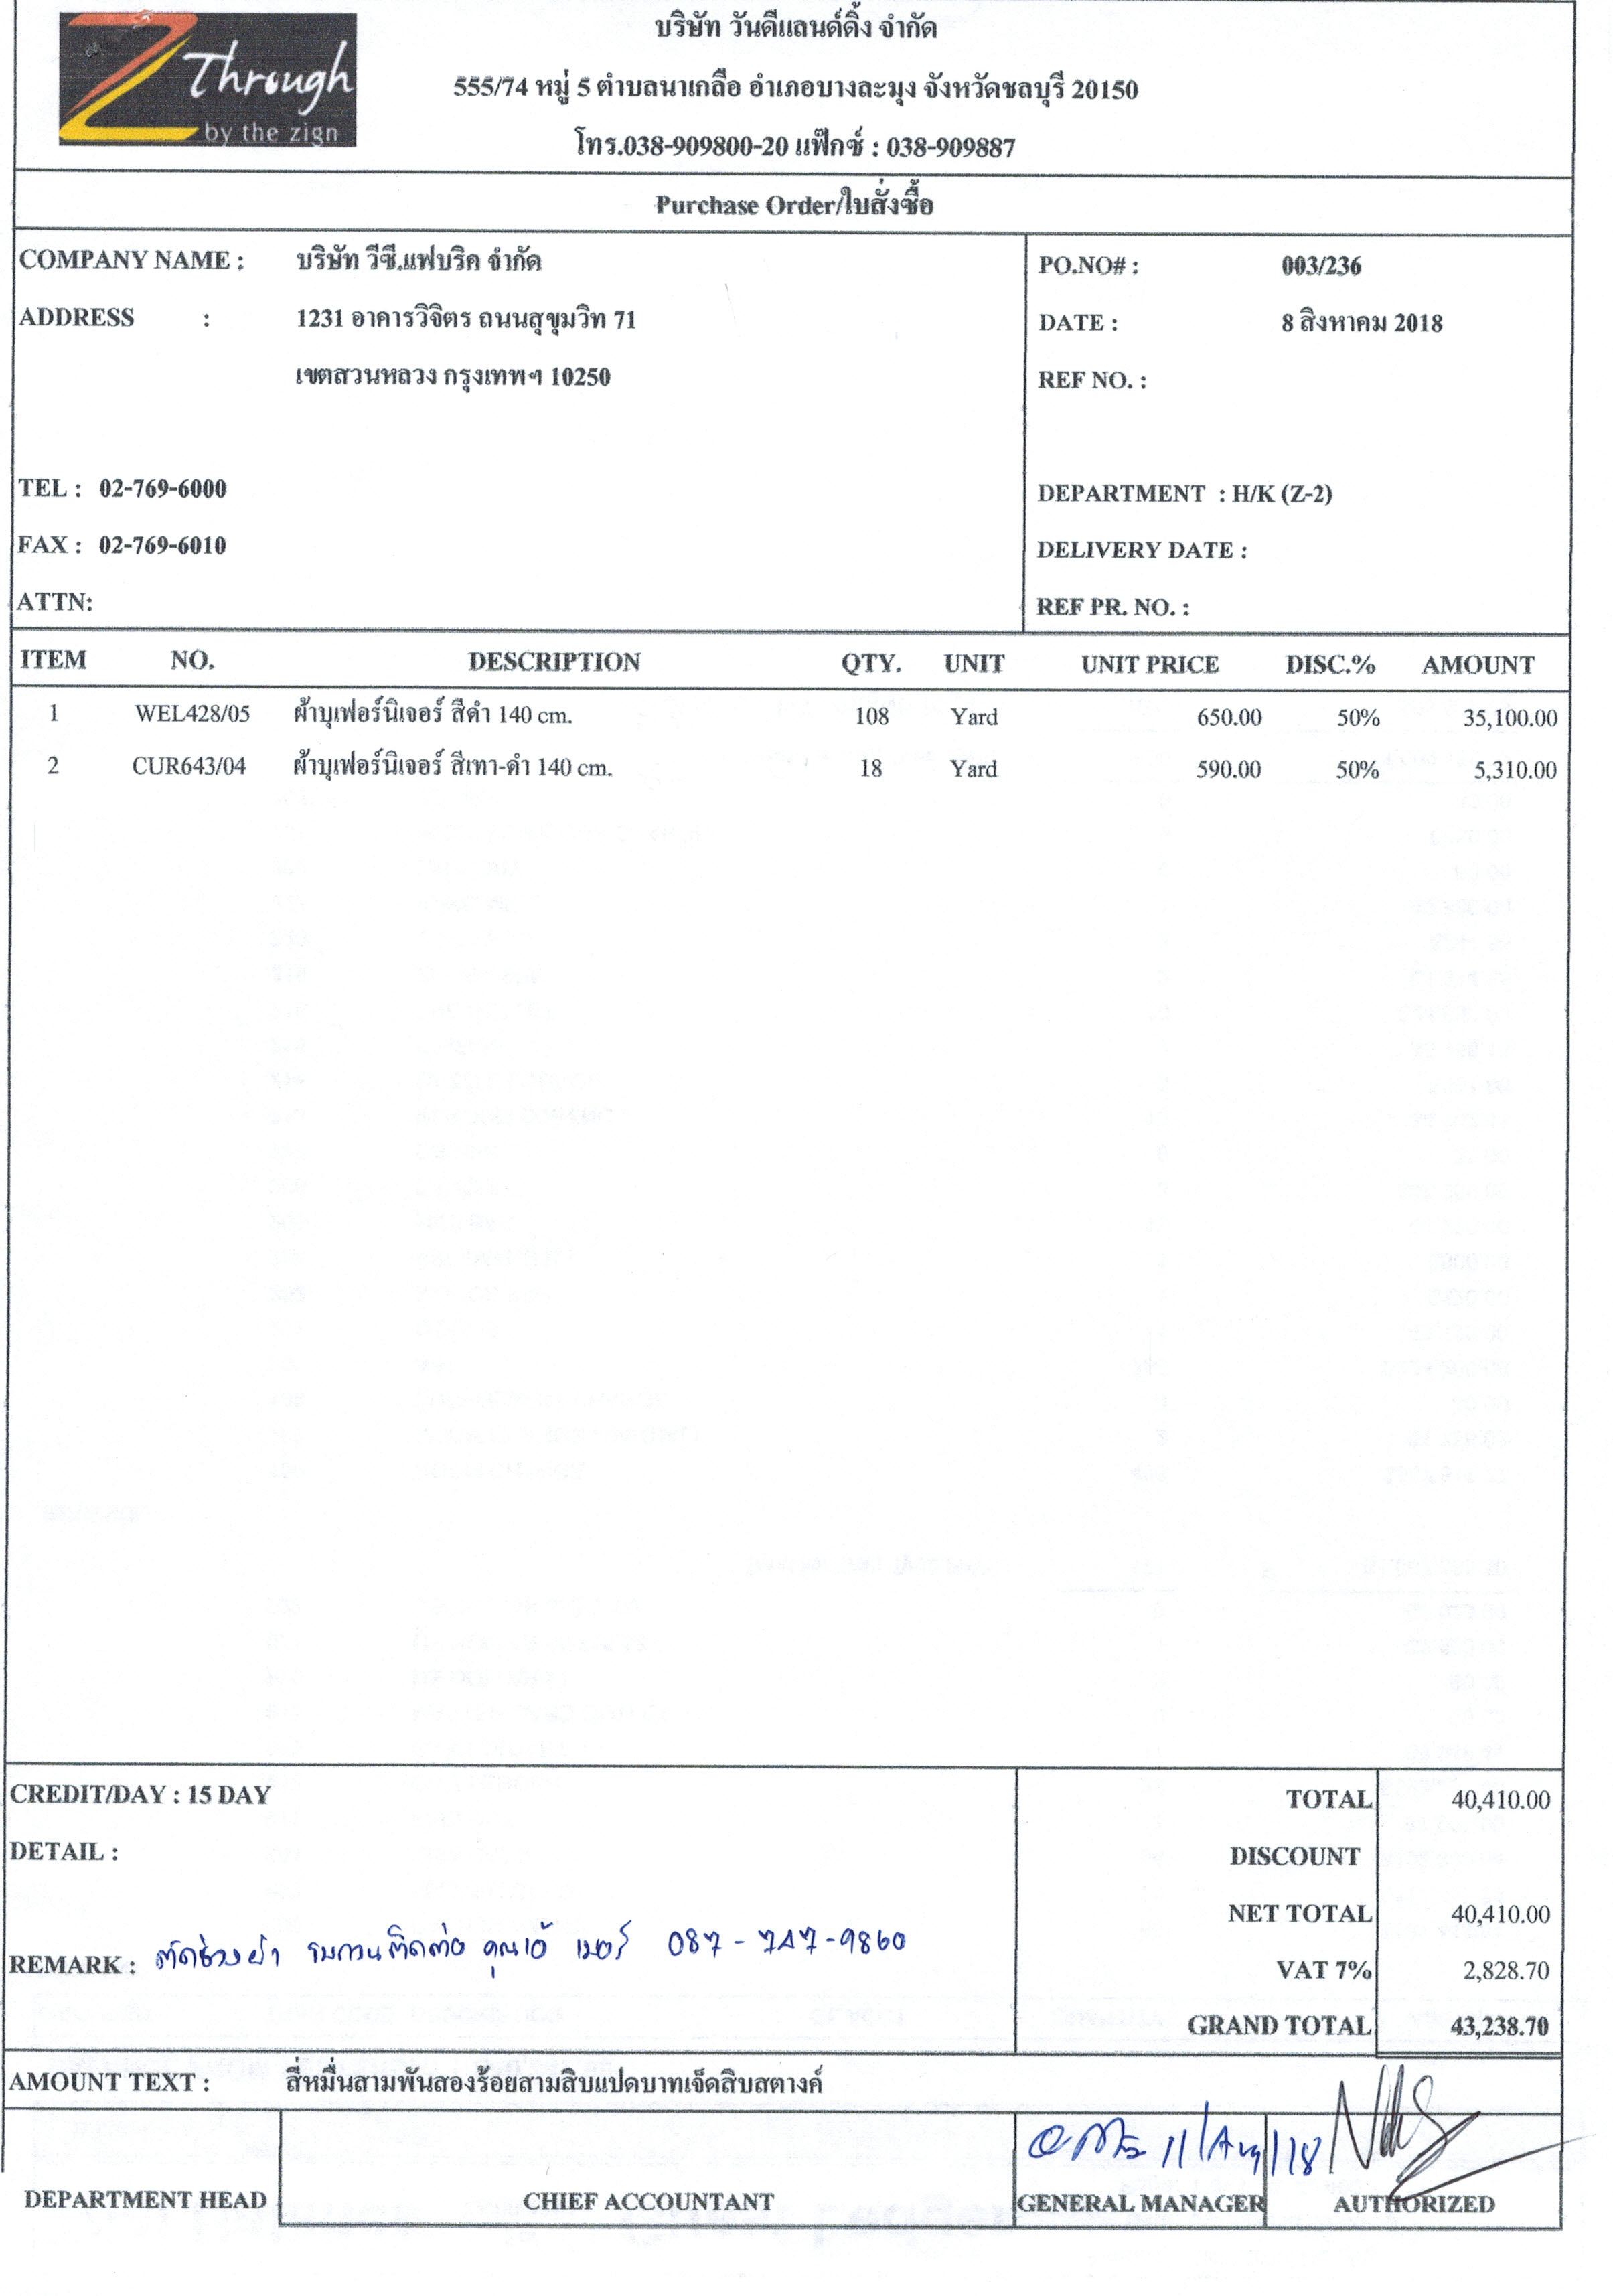 Z Through
by the zign
บริษัท วันดีแลนด์ดิ้ง จำกัด
555/74 หมู่ 5 ตำบลนาเกลือ อำเภอบางละมุง จังหวัดชลบุรี 20150
โทร.038-909800-20 แฟ๊กซ์ : 038-909887
Purchase Order/ใบสั่งซื้อ
COMPANY NAME : บริษัท วีซี.แฟบริค จำกัด PO.NO# : 003/236
ADDRESS : 1231 อาคารวิจิตร ถนนสุขุมวิท 71 DATE : 8 สิงหาคม 2018
เขตสวนหลวง กรุงเทพฯ 10250 REF NO. :
TEL : 02-769-6000 DEPARTMENT : H/K (Z-2)
FAX : 02-769-6010 DELIVERY DATE :
ATTN: REF PR. NO. :
ITEM NO. DESCRIPTION QTY. UNIT UNIT PRICE DISC.% AMOUNT
1 WEL428/05 ผ้าบุเฟอร์นิเจอร์ สีดำ 140 cm. 108 Yard 650.00 50% 35,100.00
2 CUR643/04 ผ้าบุเฟอร์นิเจอร์ สีเทา-ดำ 140 cm. 18 Yard 590.00 50% 5,310.00
CREDIT/DAY : 15 DAY TOTAL 40,410.00
DETAIL : DISCOUNT
NET TOTAL 40,410.00
REMARK : รบกวนติดต่อ คุณเอ้ เบอร์ 087-747-9860
VAT 7% 2,828.70
GRAND TOTAL 43,238.70
AMOUNT TEXT : สี่หมื่นสามพันสองร้อยสามสิบแปดบาทเจ็ดสิบสตางค์
11/Aug/18
DEPARTMENT HEAD CHIEF ACCOUNTANT GENERAL MANAGER AUTHORIZED